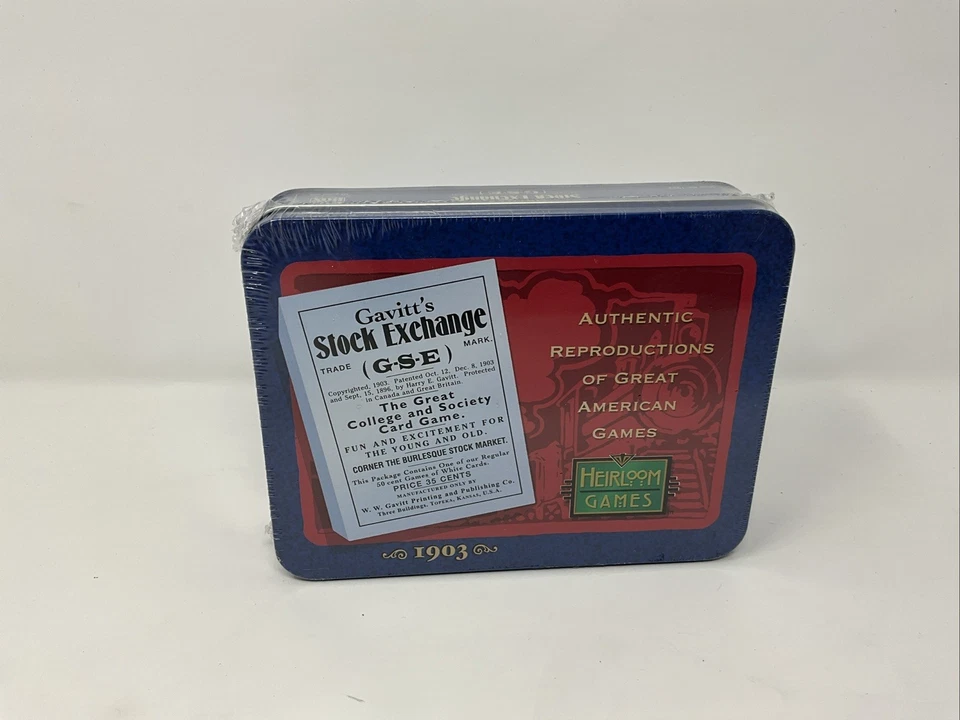 Gavitt's
Stock Exchange
TRADE (G·S·E) MARK.
Copyrighted, 1903. Patented Oct. 12, Dec. 8, 1903
and Sept. 15, 1896, by Harry E. Gavitt. Protected
in Canada and Great Britain.
The Great
College and Society
Card Game.
FUN AND EXCITEMENT FOR
THE YOUNG AND OLD.
CORNER THE BURLESQUE STOCK MARKET.
This Package Contains One of our Regular
50 cent Games of White Cards.
PRICE 35 CENTS
MANUFACTURED ONLY BY
W. W. Gavitt Printing and Publishing Co.
Three Buildings, TOPEKA, KANSAS, U.S.A.
1903
AUTHENTIC
REPRODUCTIONS
OF GREAT
AMERICAN
GAMES
HEIRLOOM
GAMES